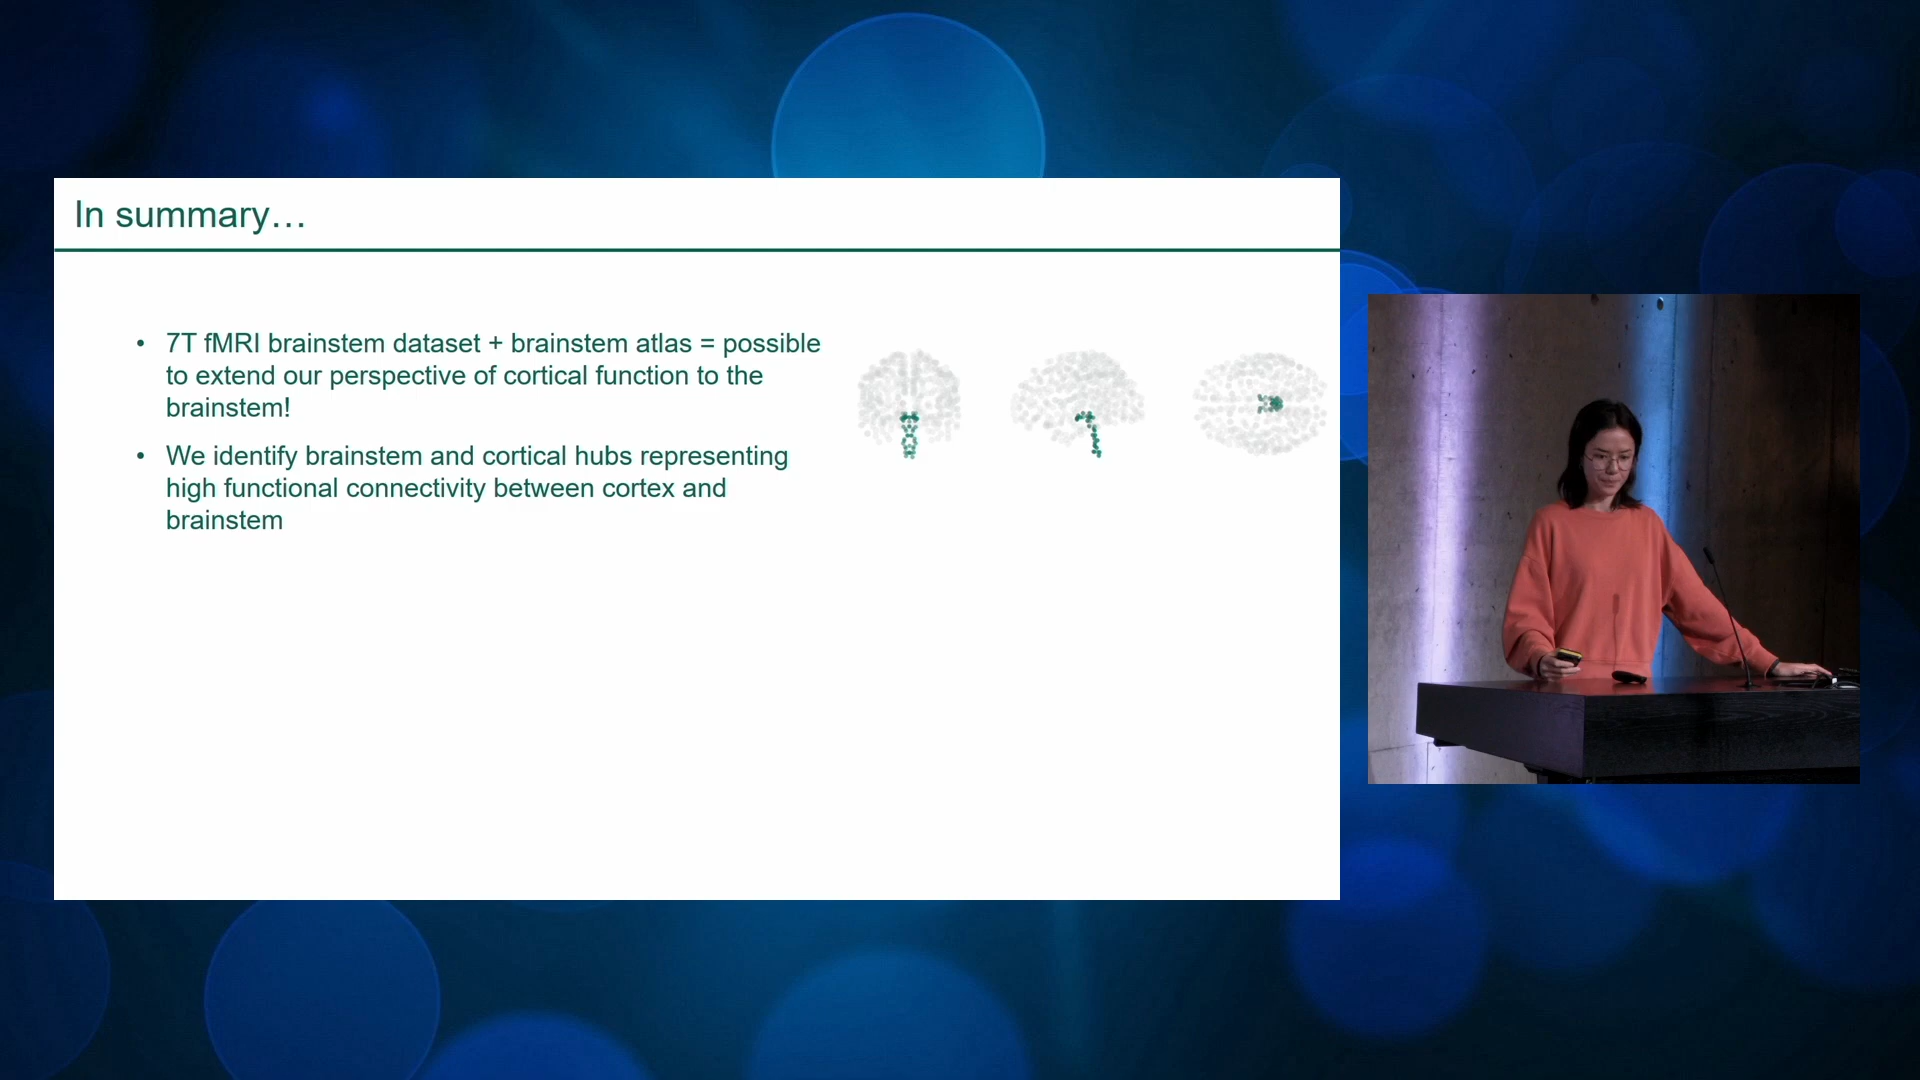 In summary…
• 7T fMRI brainstem dataset + brainstem atlas = possible
to extend our perspective of cortical function to the
brainstem!
• We identify brainstem and cortical hubs representing
high functional connectivity between cortex and
brainstem